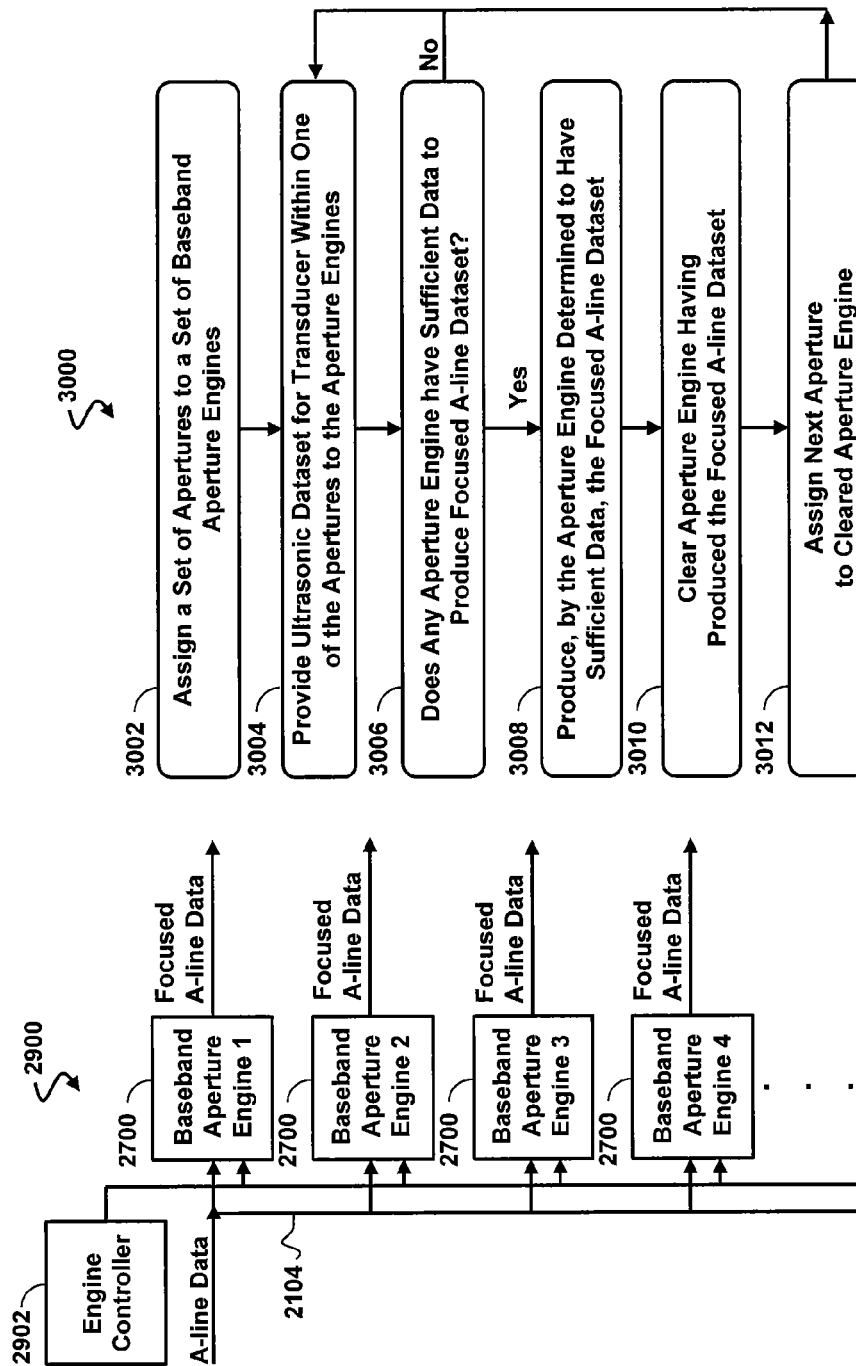 2900
2902
Engine
Controller
A-line Data
2104
2700
Baseband
Aperture
Engine 1
Focused
A-line Data
2700
Baseband
Aperture
Engine 2
Focused
A-line Data
2700
Baseband
Aperture
Engine 3
Focused
A-line Data
2700
Baseband
Aperture
Engine 4
Focused
A-line Data
. . . .
3000
3002
Assign a Set of Apertures to a Set of Baseband
Aperture Engines
3004
Provide Ultrasonic Dataset for Transducer Within One
of the Apertures to the Aperture Engines
3006
Does Any Aperture Engine have Sufficient Data to
Produce Focused A-line Dataset?
No
Yes
3008
Produce, by the Aperture Engine Determined to Have
Sufficient Data, the Focused A-line Dataset
3010
Clear Aperture Engine Having
Produced the Focused A-line Dataset
3012
Assign Next Aperture
to Cleared Aperture Engine